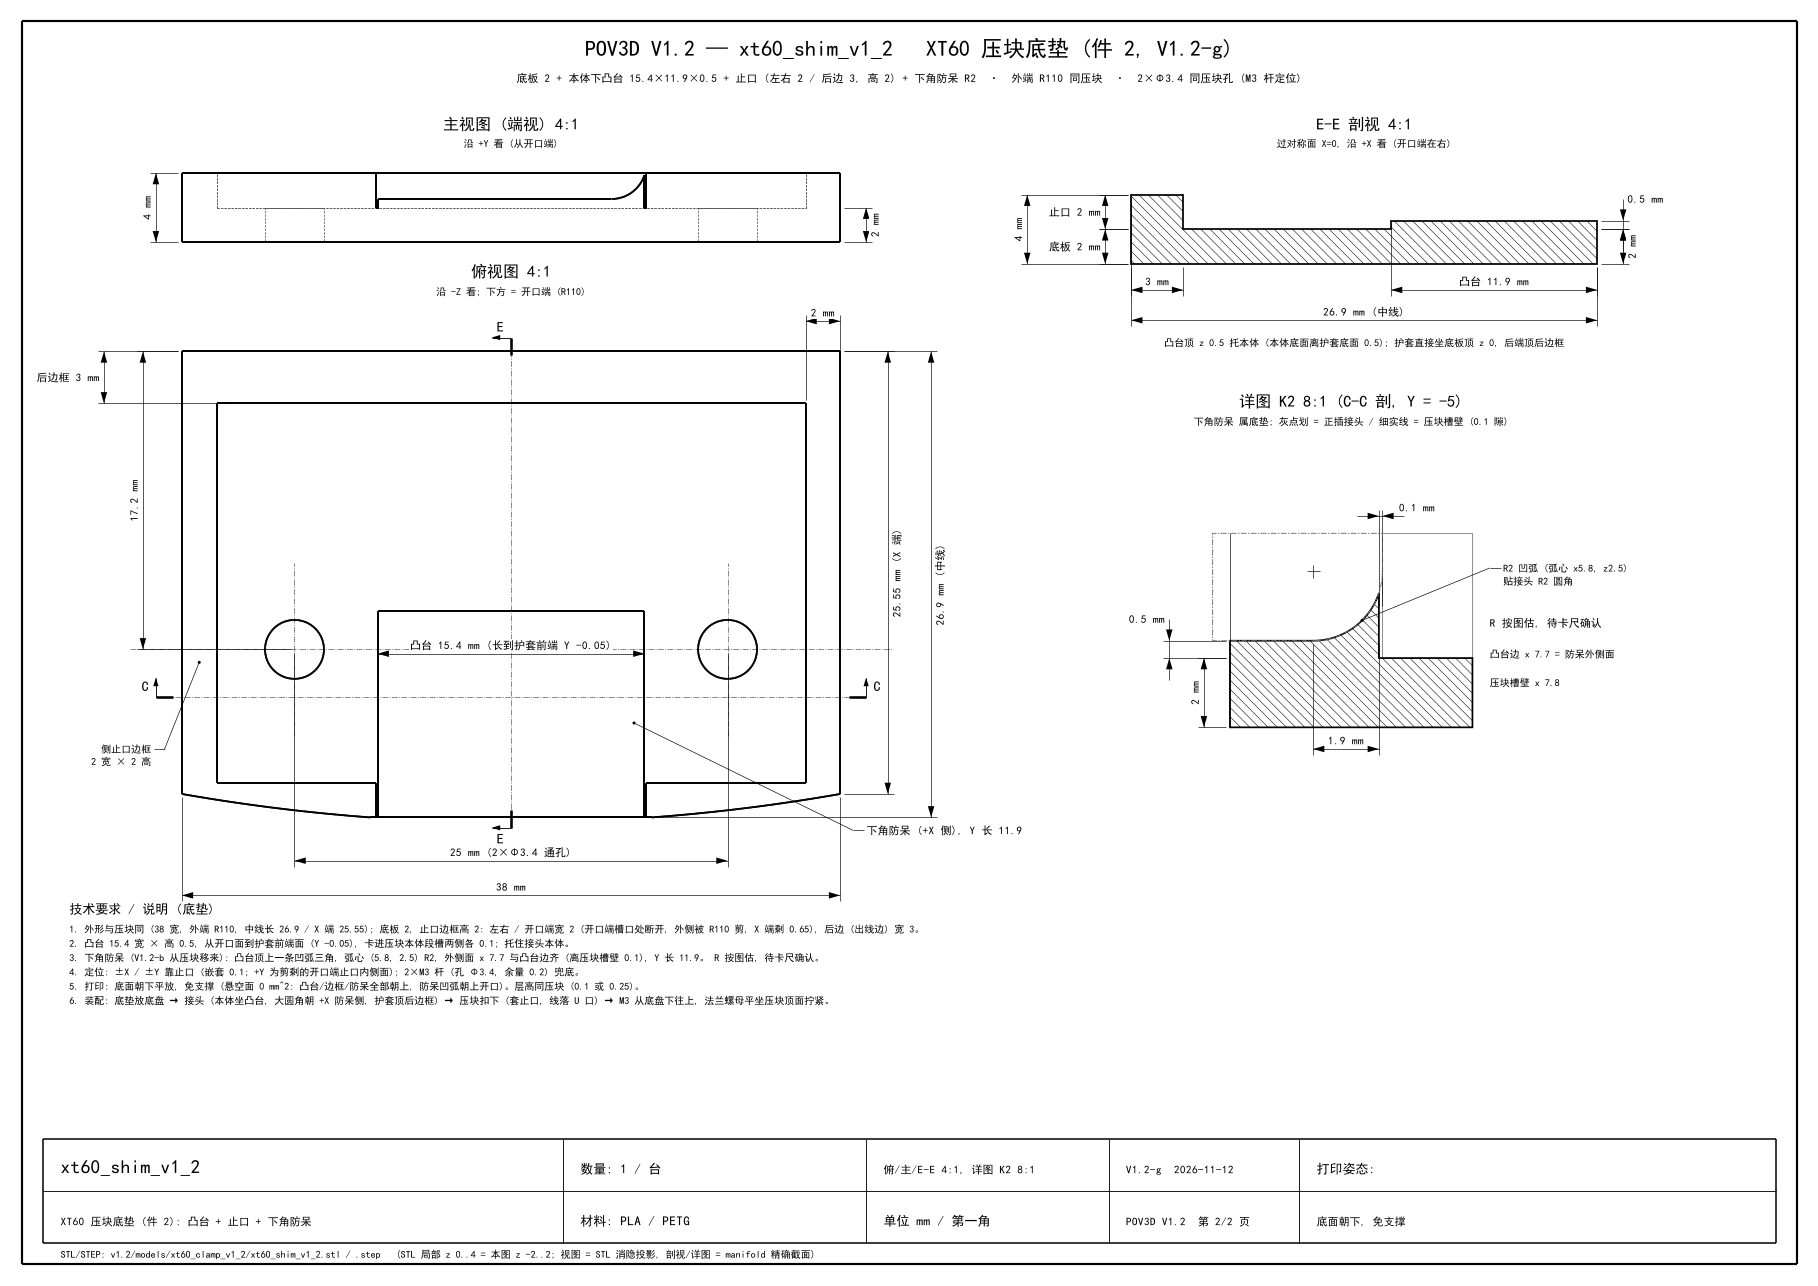 POV3D V1.2 — xt60_shim_v1_2 XT60 压块底垫 (件 2, V1.2-g)
底板 2 + 本体下凸台 15.4×11.9×0.5 + 止口 (左右 2 / 后边 3, 高 2) + 下角防呆 R2 · 外端 R110 同压块 · 2×Φ3.4 同压块孔 (M3 杆定位)
主视图 (端视) 4:1
沿 +Y 看 (从开口端)
4 mm
2 mm
俯视图 4:1
沿 -Z 看; 下方 = 开口端 (R110)
E
2 mm
后边框 3 mm
17.2 mm
25.55 mm (X 端)
26.9 mm (中线)
凸台 15.4 mm (长到护套前端 Y -0.05)
C
C
侧止口边框
2 宽 × 2 高
下角防呆 (+X 侧), Y 长 11.9
E
25 mm (2×Φ3.4 通孔)
38 mm
E-E 剖视 4:1
过对称面 X=0, 沿 +X 看 (开口端在右)
4 mm
止口 2 mm
底板 2 mm
0.5 mm
2 mm
3 mm
凸台 11.9 mm
26.9 mm (中线)
凸台顶 z 0.5 托本体 (本体底面离护套底面 0.5); 护套直接坐底板顶 z 0, 后端顶后边框
详图 K2 8:1 (C-C 剖, Y = -5)
下角防呆 属底垫; 灰点划 = 正插接头 / 细实线 = 压块槽壁 (0.1 隙)
0.1 mm
R2 凹弧 (弧心 x5.8, z2.5)
贴接头 R2 圆角
0.5 mm
R 按图估, 待卡尺确认
凸台边 x 7.7 = 防呆外侧面
压块槽壁 x 7.8
2 mm
1.9 mm
技术要求 / 说明 (底垫)
1. 外形与压块同 (38 宽, 外端 R110, 中线长 26.9 / X 端 25.55); 底板 2, 止口边框高 2: 左右 / 开口端宽 2 (开口端槽口处断开, 外侧被 R110 剪, X 端剩 0.65), 后边 (出线边) 宽 3。
2. 凸台 15.4 宽 × 高 0.5, 从开口面到护套前端面 (Y -0.05), 卡进压块本体段槽两侧各 0.1; 托住接头本体。
3. 下角防呆 (V1.2-b 从压块移来): 凸台顶上一条凹弧三角, 弧心 (5.8, 2.5) R2, 外侧面 x 7.7 与凸台边齐 (离压块槽壁 0.1), Y 长 11.9。 R 按图估, 待卡尺确认。
4. 定位: ±X / ±Y 靠止口 (嵌套 0.1; +Y 为剪剩的开口端止口内侧面); 2×M3 杆 (孔 Φ3.4, 余量 0.2) 兜底。
5. 打印: 底面朝下平放, 免支撑 (悬空面 0 mm^2: 凸台/边框/防呆全部朝上, 防呆凹弧朝上开口)。层高同压块 (0.1 或 0.25)。
6. 装配: 底垫放底盘 → 接头 (本体坐凸台, 大圆角朝 +X 防呆侧, 护套顶后边框) → 压块扣下 (套止口, 线落 U 口) → M3 从底盘下往上, 法兰螺母平坐压块顶面拧紧。
xt60_shim_v1_2
数量: 1 / 台
俯/主/E-E 4:1, 详图 K2 8:1
V1.2-g 2026-11-12
打印姿态:
XT60 压块底垫 (件 2): 凸台 + 止口 + 下角防呆
材料: PLA / PETG
单位 mm / 第一角
POV3D V1.2 第 2/2 页
底面朝下, 免支撑
STL/STEP: v1.2/models/xt60_clamp_v1_2/xt60_shim_v1_2.stl / .step (STL 局部 z 0..4 = 本图 z -2..2; 视图 = STL 消隐投影, 剖视/详图 = manifold 精确截面)